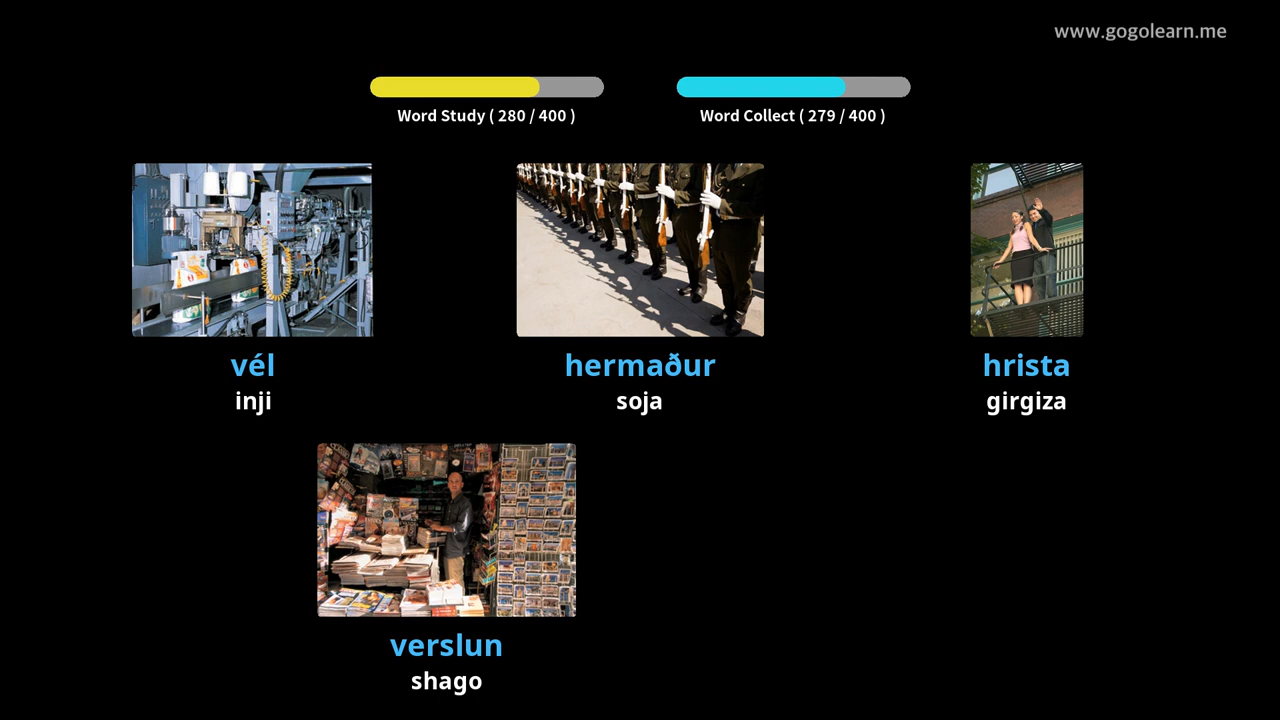 www.gogolearn.me
Word Study ( 280 / 400 )
Word Collect ( 279 / 400 )
vél
inji
hermaður
soja
hrista
girgiza
verslun
shago